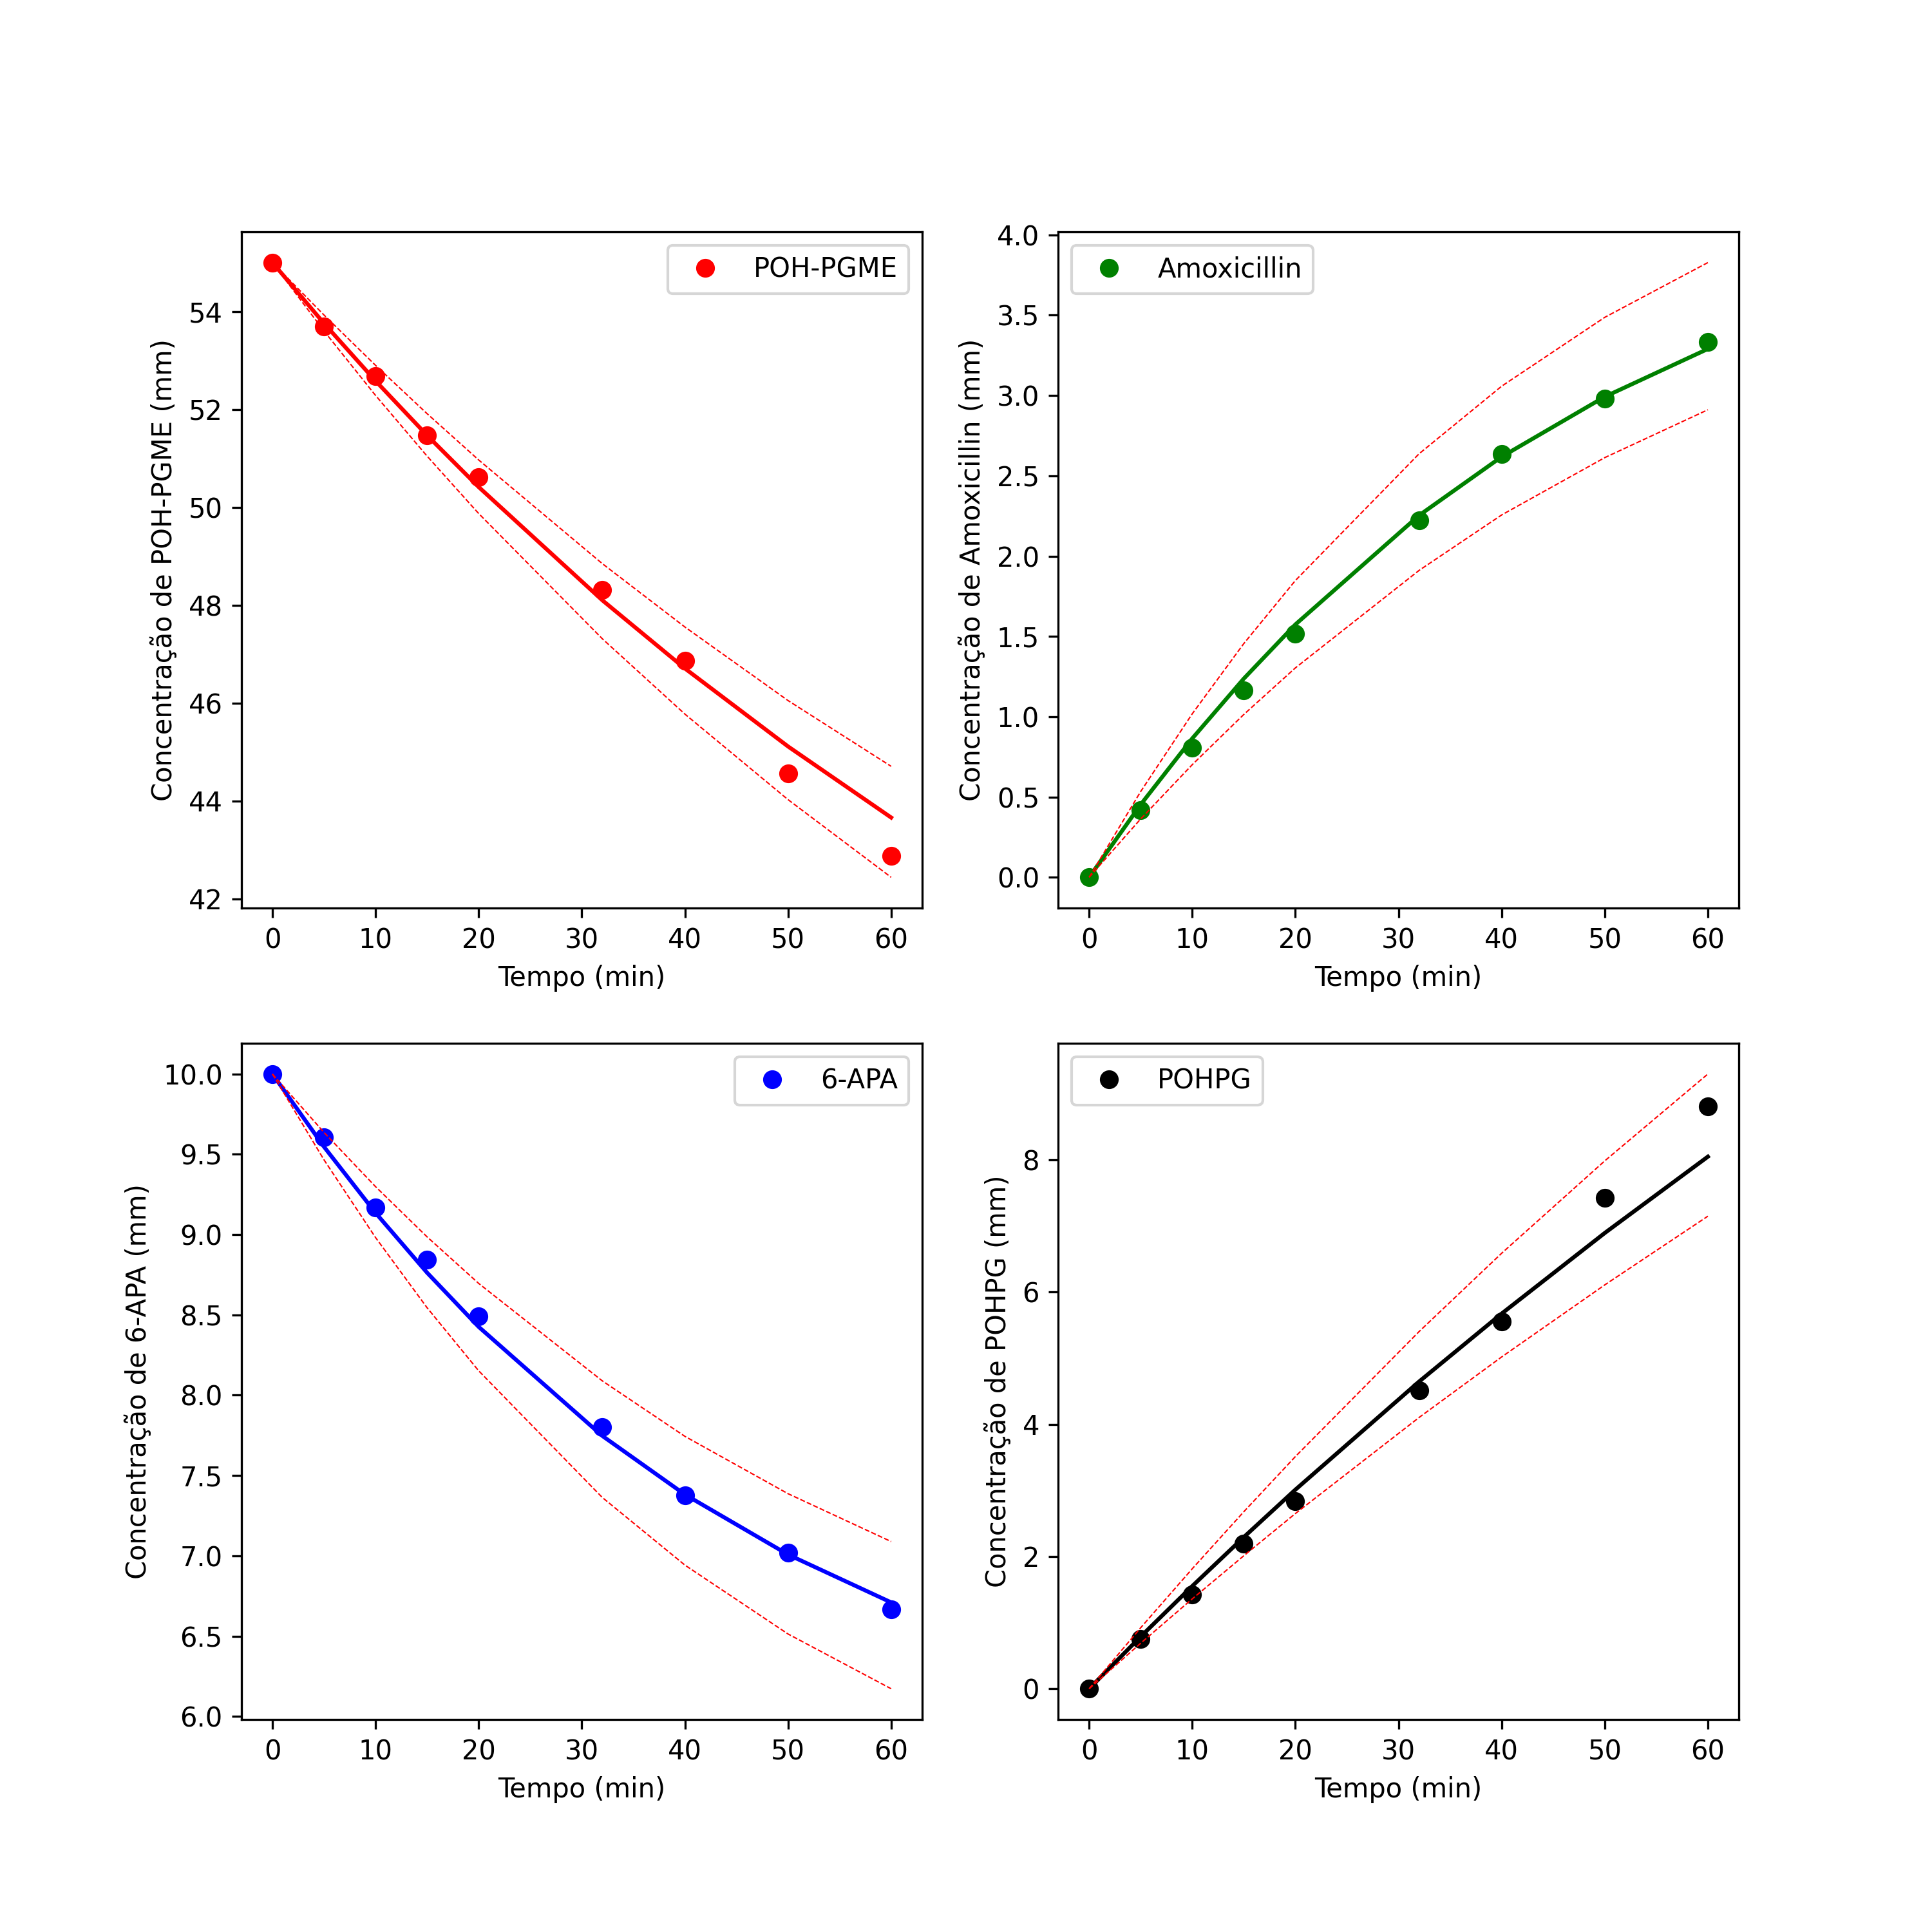 POH-PGME
Concentração de POH-PGME (mm)
54
52
50
48
46
44
42
0 10 20 30 40 50 60
Tempo (min)
Amoxicillin
Concentração de Amoxicillin (mm)
4.0
3.5
3.0
2.5
2.0
1.5
1.0
0.5
0.0
0 10 20 30 40 50 60
Tempo (min)
6-APA
Concentração de 6-APA (mm)
10.0
9.5
9.0
8.5
8.0
7.5
7.0
6.5
6.0
0 10 20 30 40 50 60
Tempo (min)
POHPG
Concentração de POHPG (mm)
8
6
4
2
0
0 10 20 30 40 50 60
Tempo (min)